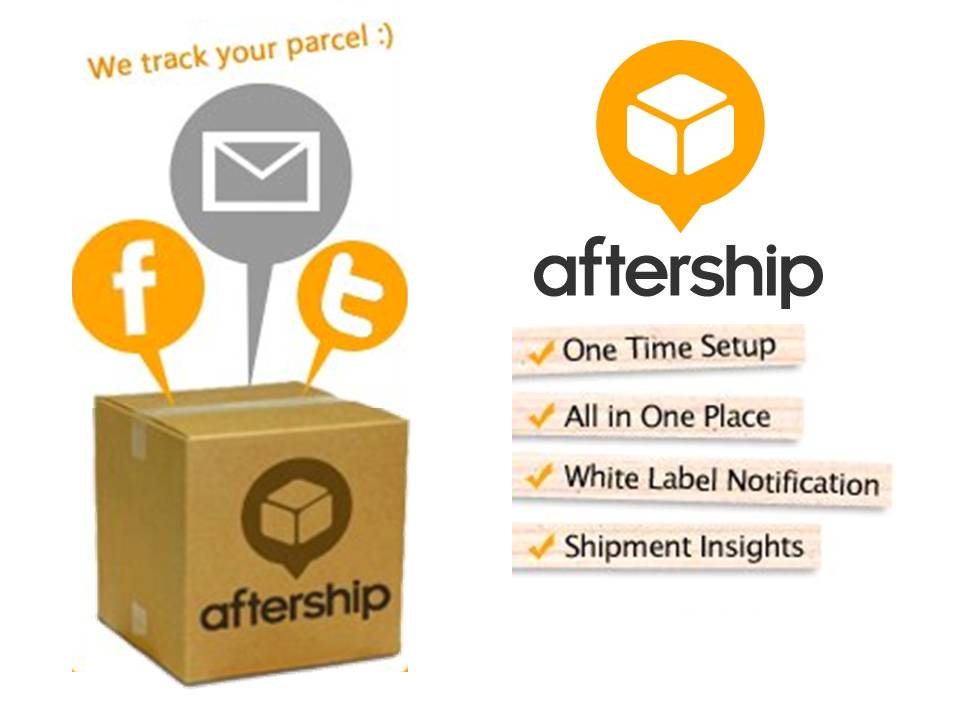 We track your parcel :)
aftership
aftership
One Time Setup
All in One Place
White Label Notification
Shipment Insights